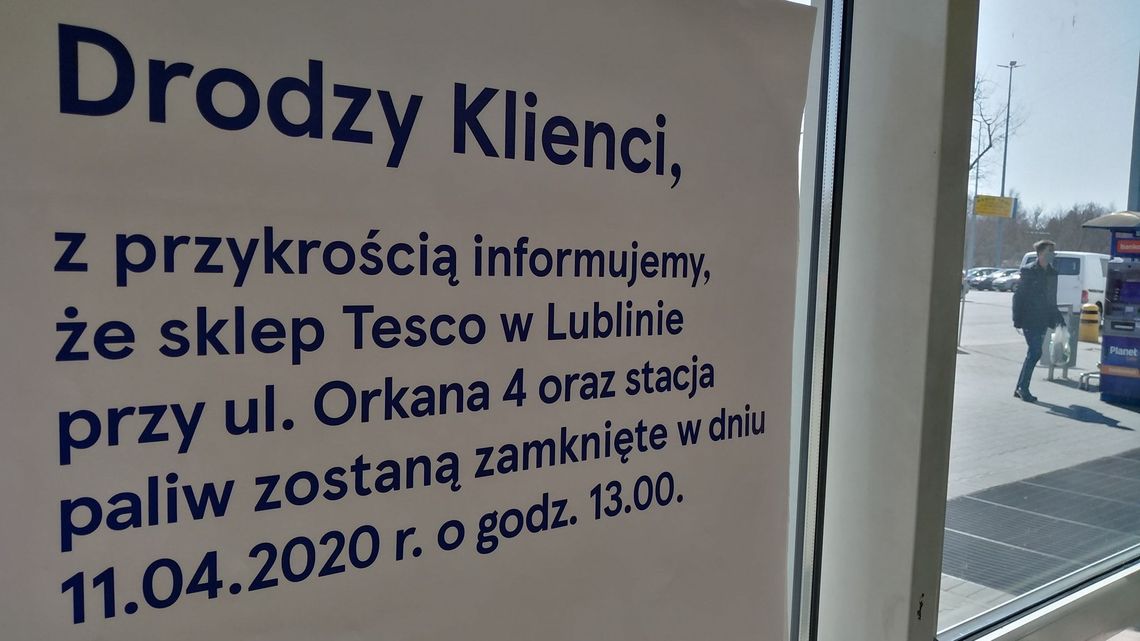 Drodzy Klienci,
z przykrością informujemy,
że sklep Tesco w Lublinie
przy ul. Orkana 4 oraz stacja
paliw zostaną zamknięte w dniu
11.04.2020 r. o godz. 13.00.
Planet